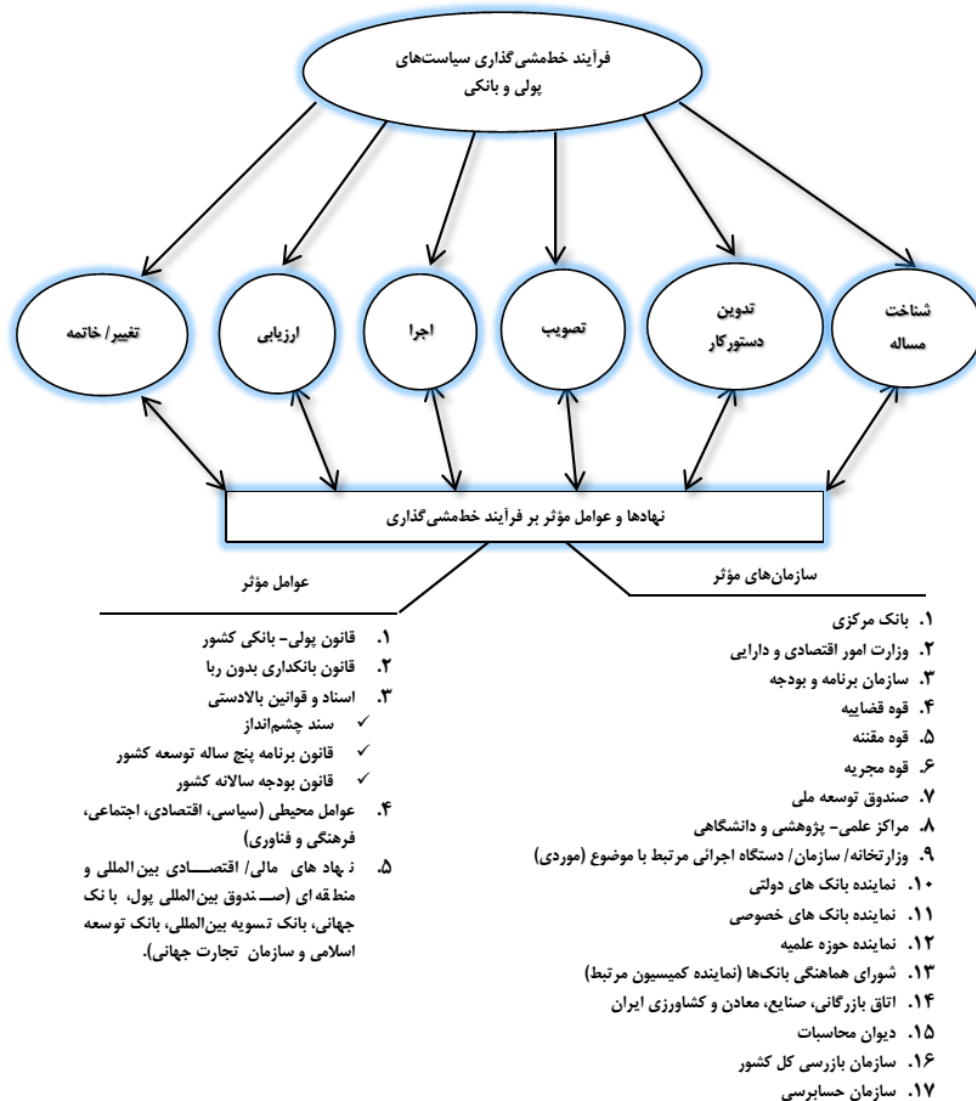 فرآیند خط‌مشی‌گذاری سیاست‌های
پولی و بانکی
شناخت
مساله
تدوین
دستورکار
تصویب
اجرا
ارزیابی
تغییر/ خاتمه
نهادها و عوامل مؤثر بر فرآیند خط‌مشی‌گذاری
سازمان‌های مؤثر
۱. بانک مرکزی
۲. وزارت امور اقتصادی و دارایی
۳. سازمان برنامه و بودجه
۴. قوه قضاییه
۵. قوه مقننه
۶. قوه مجریه
۷. صندوق توسعه ملی
۸. مراکز علمی- پژوهشی و دانشگاهی
۹. وزارتخانه/ سازمان/ دستگاه اجرائی مرتبط با موضوع (موردی)
۱۰. نماینده بانک های دولتی
۱۱. نماینده بانک های خصوصی
۱۲. نماینده حوزه علمیه
۱۳. شورای هماهنگی بانک‌ها (نماینده کمیسیون مرتبط)
۱۴. اتاق بازرگانی، صنایع، معادن و کشاورزی ایران
۱۵. دیوان محاسبات
۱۶. سازمان بازرسی کل کشور
۱۷. سازمان حسابرسی
عوامل مؤثر
۱. قانون پولی- بانکی کشور
۲. قانون بانکداری بدون ربا
۳. اسناد و قوانین بالادستی
✓ سند چشم‌انداز
✓ قانون برنامه پنج ساله توسعه کشور
✓ قانون بودجه سالانه کشور
۴. عوامل محیطی (سیاسی، اقتصادی، اجتماعی،
فرهنگی و فناوری)
۵. نهاد های مالی/ اقتصادی بین‌المللی و
منطقه‌ای (صندوق بین‌المللی پول، بانک
جهانی، بانک تسویه بین‌المللی، بانک توسعه
اسلامی و سازمان تجارت جهانی).